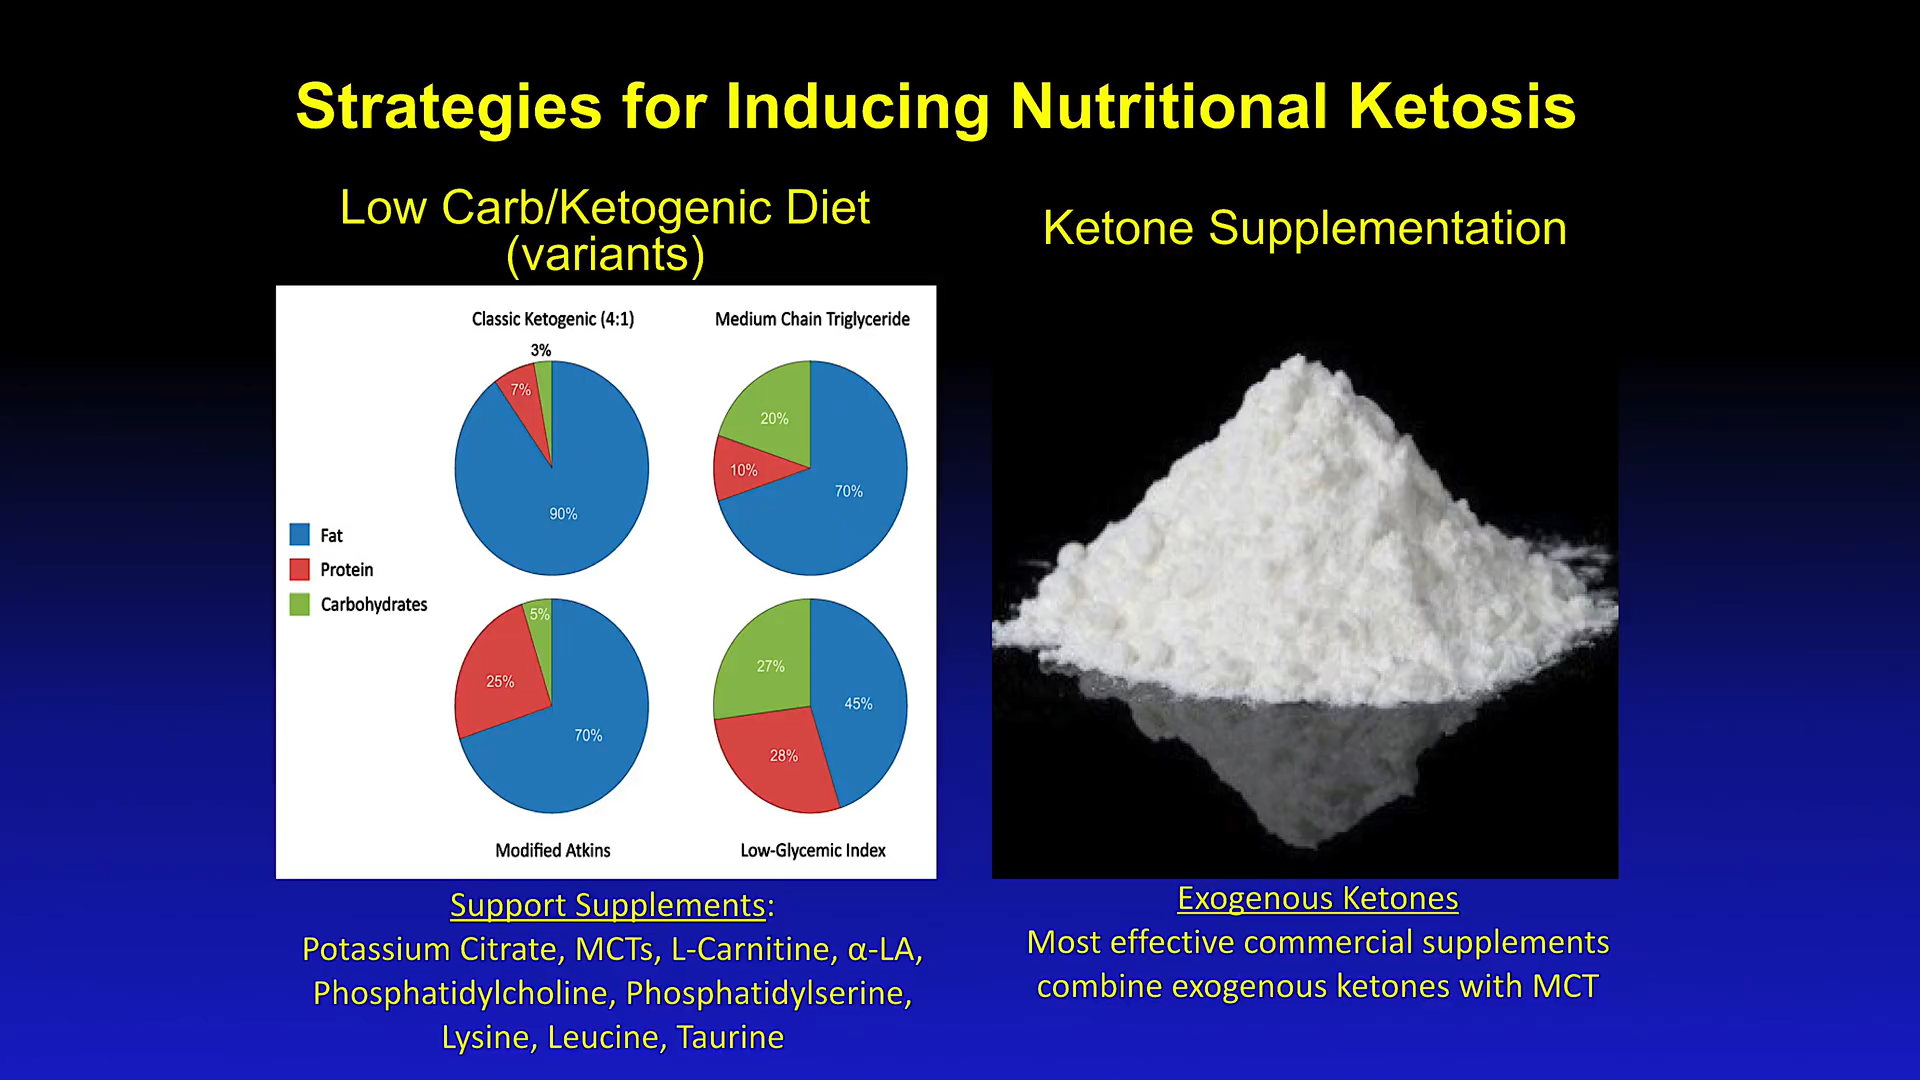 Strategies for Inducing Nutritional Ketosis
Low Carb/Ketogenic Diet
(variants)
Classic Ketogenic (4:1)
Medium Chain Triglyceride
3%
7%
90%
20%
10%
70%
Fat
Protein
Carbohydrates
5%
25%
70%
27%
45%
28%
Modified Atkins
Low-Glycemic Index
Support Supplements:
Potassium Citrate, MCTs, L-Carnitine, α-LA,
Phosphatidylcholine, Phosphatidylserine,
Lysine, Leucine, Taurine
Ketone Supplementation
Exogenous Ketones
Most effective commercial supplements
combine exogenous ketones with MCT